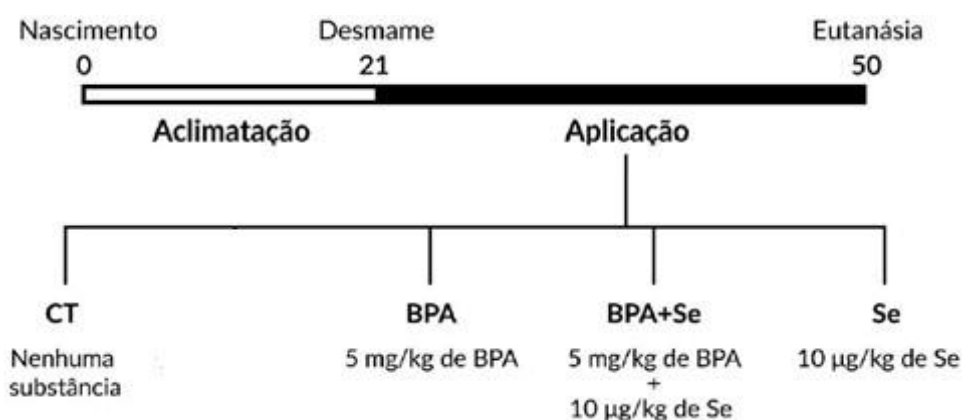 Nascimento Desmame Eutanásia
0 21 50
Aclimatação Aplicação
CT BPA BPA+Se Se
Nenhuma 5 mg/kg de BPA 5 mg/kg de BPA 10 µg/kg de Se
substância +
10 µg/kg de Se